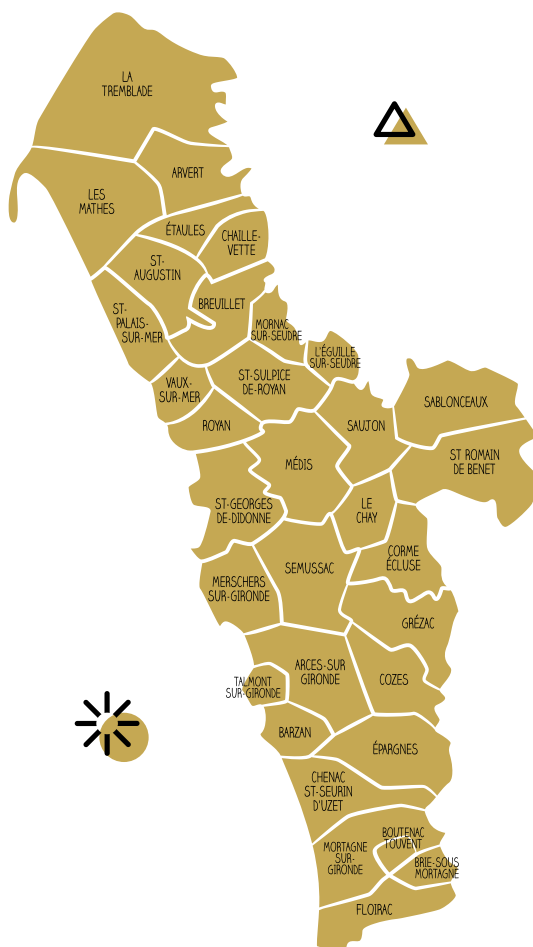 LA
TREMBLADE
ARVERT
LES
MATHES
ÉTAULES
CHAILLE-
VETTE
ST-
AUGUSTIN
BREUILLET
ST-
PALAIS-
SUR-MER
MORNAC
SUR-SEUDRE
L'ÉGUILLE
SUR-SEUDRE
VAUX-
SUR-MER
ST-SULPICE
DE-ROYAN
SABLONCEAUX
ROYAN
SAUJON
ST ROMAIN
DE BENET
MÉDIS
ST-GEORGES
DE-DIDONNE
LE
CHAY
CORME
ÉCLUSE
SEMUSSAC
MERSCHERS
SUR-GIRONDE
GRÉZAC
ARCES-SUR
GIRONDE
COZES
TALMONT
SUR-GIRONDE
BARZAN
ÉPARGNES
CHENAC
ST-SEURIN
D'UZET
BOUTENAC
TOUVENT
MORTAGNE
SUR-
GIRONDE
BRIE-SOUS
MORTAGNE
FLOIRAC